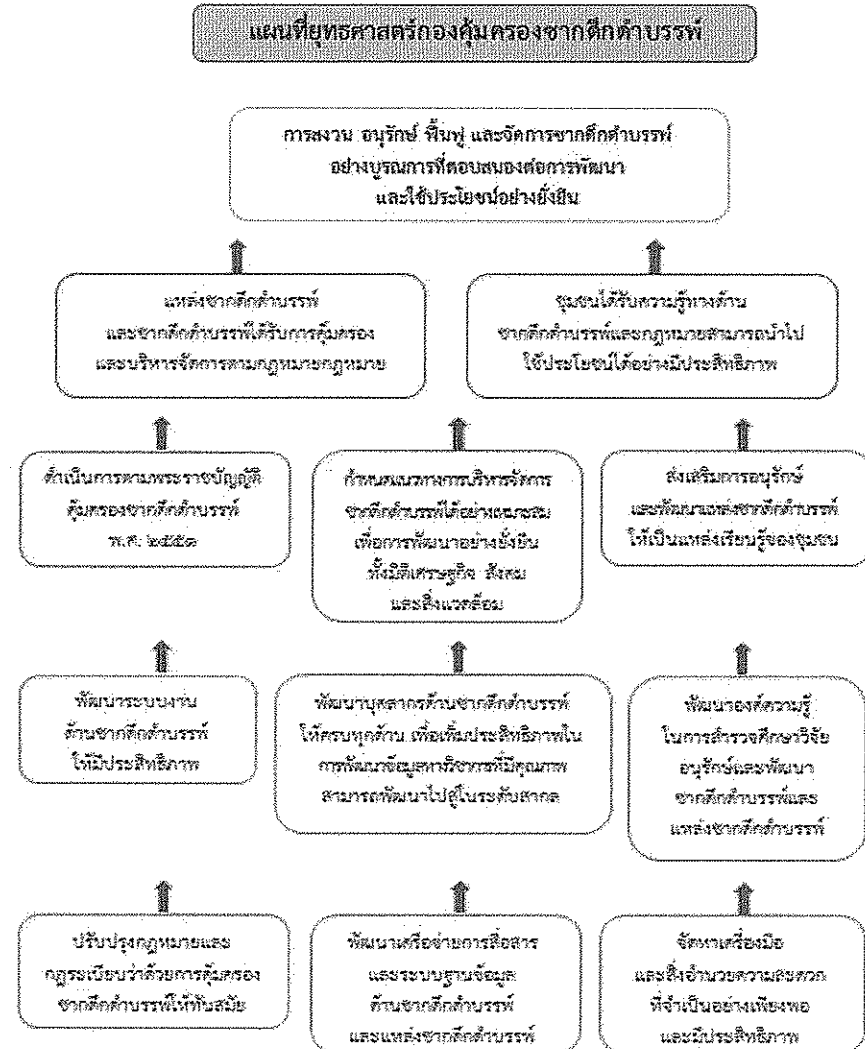 แผนที่ยุทธศาสตร์กองคุ้มครองซากดึกดำบรรพ์
การสงวน อนุรักษ์ ฟื้นฟู และจัดการซากดึกดำบรรพ์
อย่างบูรณการที่ตอบสนองต่อการพัฒนา
และใช้ประโยชน์อย่างยั่งยืน
แหล่งซากดึกดำบรรพ์
และซากดึกดำบรรพ์ได้รับการคุ้มครอง
และบริหารจัดการตามกฎหมายกฎหมาย
ชุมชนได้รับความรู้ทางด้าน
ซากดึกดำบรรพ์และกฎหมายสามารถนำไป
ใช้ประโยชน์ได้อย่างมีประสิทธิภาพ
ดำเนินการตามพระราชบัญญัติ
คุ้มครองซากดึกดำบรรพ์
พ.ศ. ๒๕๕๑
กำหนดแนวทางการบริหารจัดการ
ซากดึกดำบรรพ์ได้อย่างเหมาะสม
เพื่อการพัฒนาอย่างยั่งยืน
ทั้งมิติเศรษฐกิจ สังคม
และสิ่งแวดล้อม
ส่งเสริมการอนุรักษ์
และพัฒนาแหล่งซากดึกดำบรรพ์
ให้เป็นแหล่งเรียนรู้ของชุมชน
พัฒนาระบบงาน
ด้านซากดึกดำบรรพ์
ให้มีประสิทธิภาพ
พัฒนาบุคลากรด้านซากดึกดำบรรพ์
ให้ครบทุกด้าน เพื่อเพิ่มประสิทธิภาพใน
การพัฒนาข้อมูลทางวิชาการที่มีคุณภาพ
สามารถพัฒนาไปสู่ในระดับสากล
พัฒนาองค์ความรู้
ในการสำรวจศึกษาวิจัย
อนุรักษ์และพัฒนา
ซากดึกดำบรรพ์และ
แหล่งซากดึกดำบรรพ์
ปรับปรุงกฎหมายและ
กฎระเบียบว่าด้วยการคุ้มครอง
ซากดึกดำบรรพ์ให้ทันสมัย
พัฒนาเครือข่ายการสื่อสาร
และระบบฐานข้อมูล
ด้านซากดึกดำบรรพ์
และแหล่งซากดึกดำบรรพ์
จัดหาเครื่องมือ
และสิ่งอำนวยความสะดวก
ที่จำเป็นอย่างเพียงพอ
และมีประสิทธิภาพ